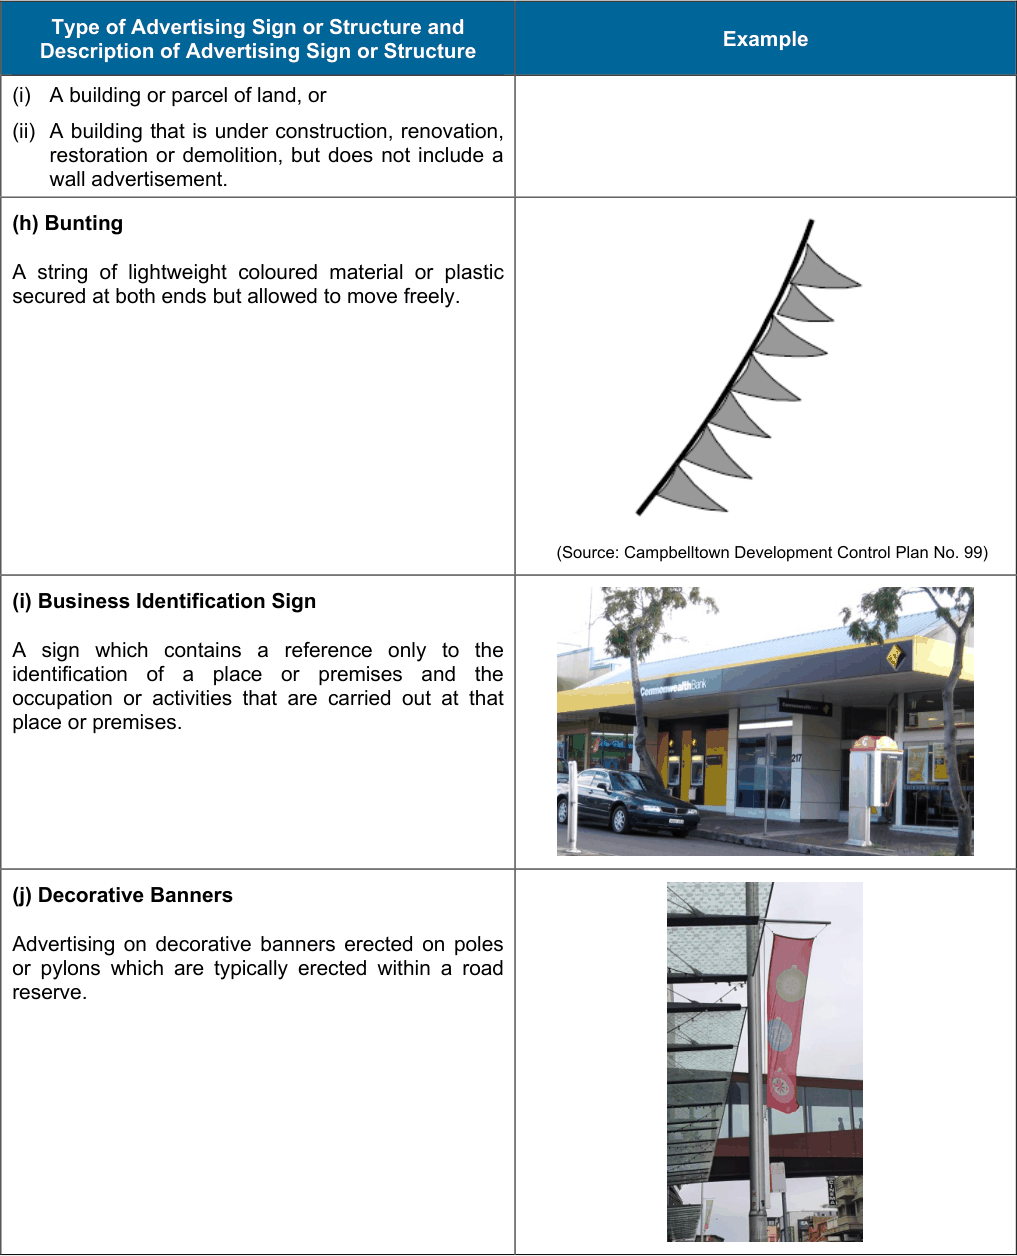 Type of Advertising Sign or Structure and
Description of Advertising Sign or Structure
Example
(i) A building or parcel of land, or
(ii) A building that is under construction, renovation,
restoration or demolition, but does not include a
wall advertisement.
(h) Bunting
A string of lightweight coloured material or plastic
secured at both ends but allowed to move freely.
(Source: Campbelltown Development Control Plan No. 99)
(i) Business Identification Sign
A sign which contains a reference only to the
identification of a place or premises and the
occupation or activities that are carried out at that
place or premises.
CommonwealthBank
217
(j) Decorative Banners
Advertising on decorative banners erected on poles
or pylons which are typically erected within a road
reserve.
CINEMA